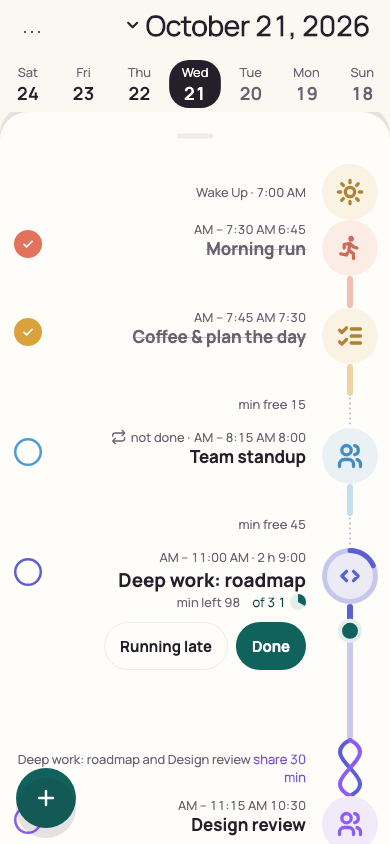 October 21, 2026
...
Sat Fri Thu Wed Tue Mon Sun
24 23 22 21 20 19 18
Wake Up · 7:00 AM
AM – 7:30 AM 6:45
Morning run
AM – 7:45 AM 7:30
Coffee & plan the day
min free 15
not done · AM – 8:15 AM 8:00
Team standup
min free 45
AM – 11:00 AM · 2 h 9:00
Deep work: roadmap
min left 98 of 3 1
Running late Done
Deep work: roadmap and Design review share 30
min
AM – 11:15 AM 10:30
Design review